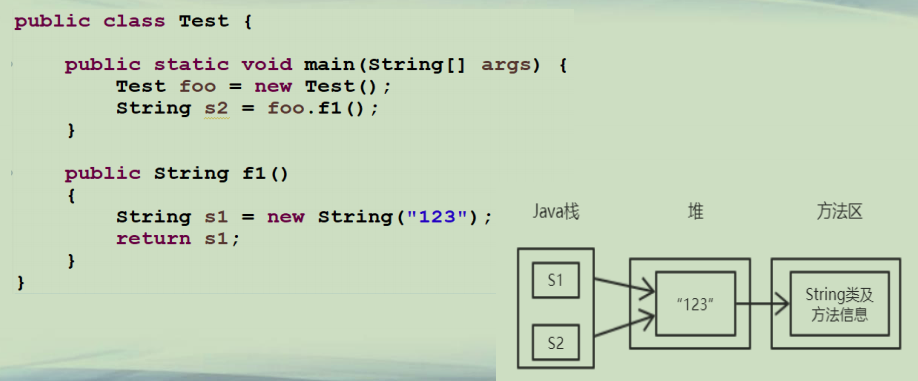 public class Test {
public static void main(String[] args) {
Test foo = new Test();
String s2 = foo.f1();
}
public String f1()
{
String s1 = new String("123");
return s1;
}
}
Java栈 堆 方法区
S1
S2
“123”
String类及
方法信息